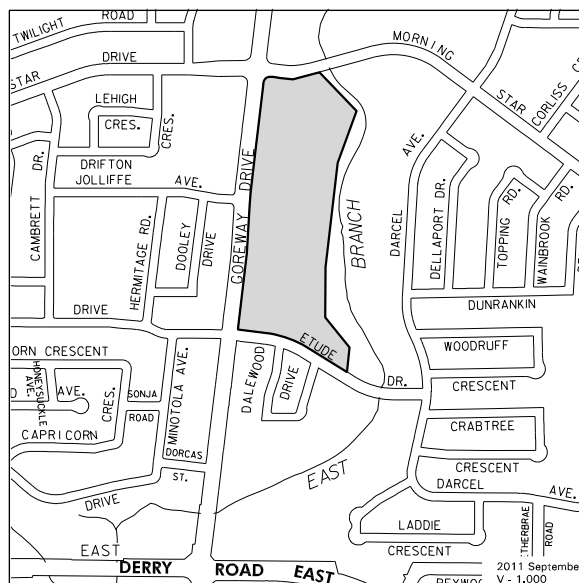 TWILIGHT ROAD
STAR DRIVE
MORNING STAR
CORLISS
LEHIGH
CRES.
CRES.
DRIFTON
JOLLIFFE AVE.
CAMBRETT DR.
HERMITAGE RD.
DOOLEY
DRIVE
GOREWAY DRIVE
BRANCH
DARCEL AVE.
DELLAPORT DR.
TOPPING RD.
WAINBROOK RD.
DUNRANKIN
DRIVE
ETUDE DR.
WOODRUFF
CRESCENT
ORN CRESCENT
HONEYSUCKLE AVE.
D AVE.
CRES.
SONJA
ROAD
MINOTOLA AVE.
DALEWOOD
DRIVE
CAPRICORN
CRABTREE
CRESCENT
DORCAS
ST.
DRIVE
EAST
DARCEL AVE.
LADDIE
CRESCENT
ETHERBRAE
ROAD
EAST
DERRY ROAD EAST
2011 Septembe
V - 1,000